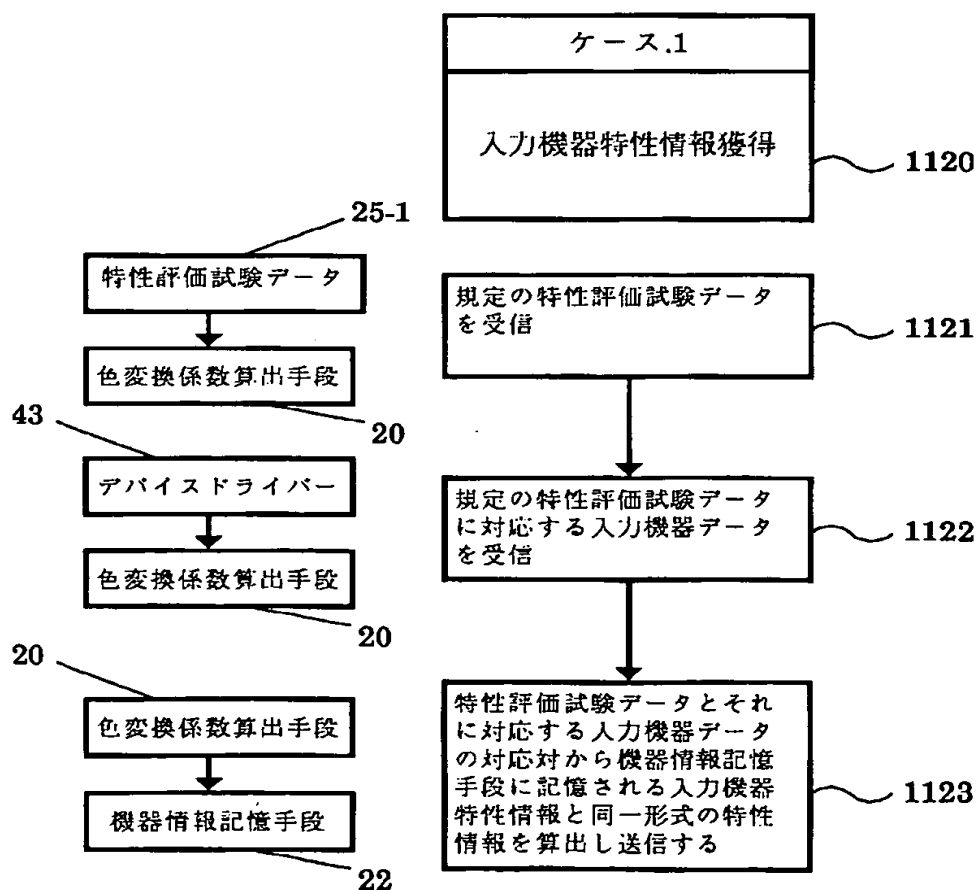 ケース.1
入力機器特性情報獲得
1120
25-1
特性評価試験データ
規定の特性評価試験データ
を受信
1121
色変換係数算出手段
43
20
デバイスドライバー
規定の特性評価試験データ
に対応する入力機器データ
を受信
1122
色変換係数算出手段
20
20
色変換係数算出手段
特性評価試験データとそれ
に対応する入力機器データ
の対応対から機器情報記憶
手段に記憶される入力機器
特性情報と同一形式の特性
情報を算出し送信する
1123
機器情報記憶手段
22